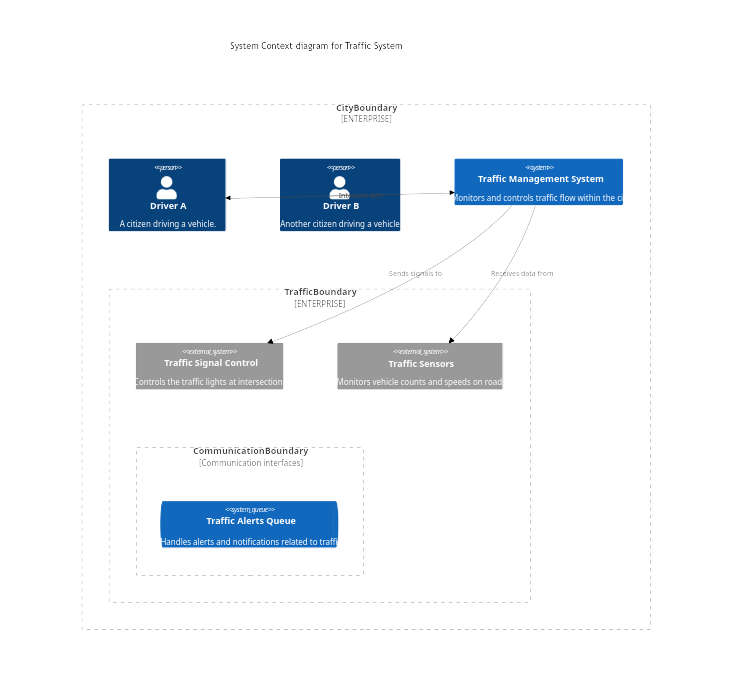 System Context diagram for Traffic System
CityBoundary
[ENTERPRISE]
<<person>>
Driver A
A citizen driving a vehicle.
<<person>>
Driver B
Another citizen driving a vehicle
<<system>>
Traffic Management System
Monitors and controls traffic flow within the ci
Sends signals to
Receives data from
TrafficBoundary
[ENTERPRISE]
<<external_system>>
Traffic Signal Control
Controls the traffic lights at intersection
<<external_system>>
Traffic Sensors
Monitors vehicle counts and speeds on road
CommunicationBoundary
[Communication interfaces]
<<system_queue>>
Traffic Alerts Queue
Handles alerts and notifications related to traffi